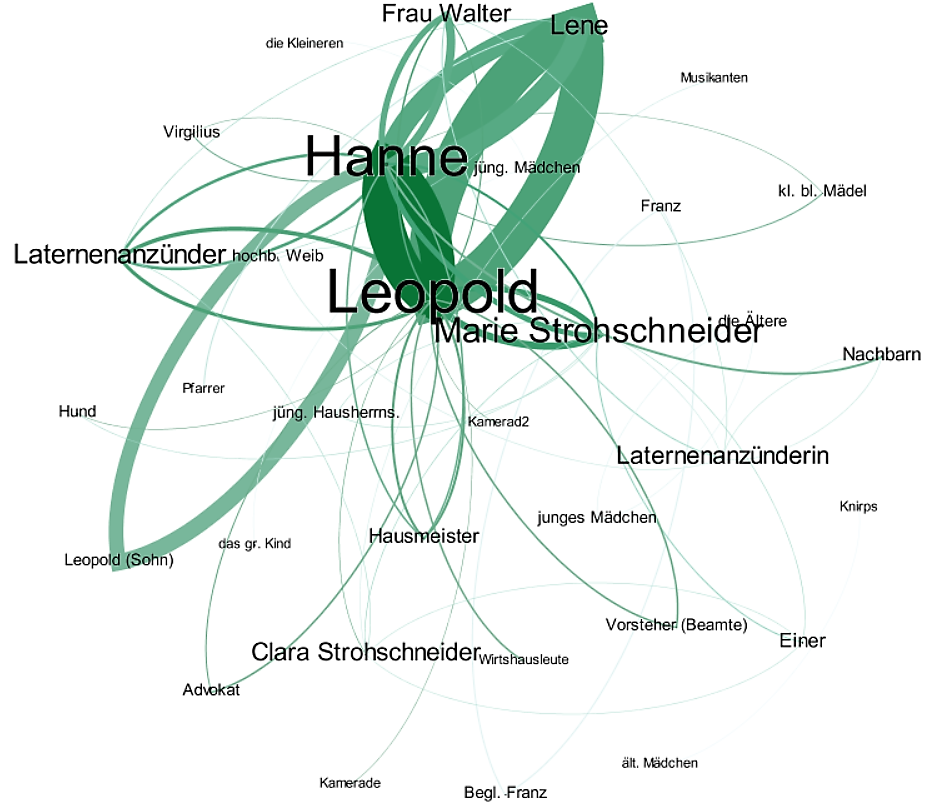 Frau Walter
Lene
die Kleineren
Musikanten
Virgilius
Hanne
jüng. Mädchen
kl. bl. Mädel
Franz
Laternenanzünder
hochb. Weib
Leopold
Marie Strohschneider
die Ältere
Nachbarn
Pfarrer
Hund
jüng. Hausherrns.
Kamerad2
Laternenanzünderin
Knirps
junges Mädchen
Hausmeister
das gr. Kind
Leopold (Sohn)
Vorsteher (Beamte)
Einer
Clara Strohschneider
Wirtshausleute
Advokat
ält. Mädchen
Kamerade
Begl. Franz